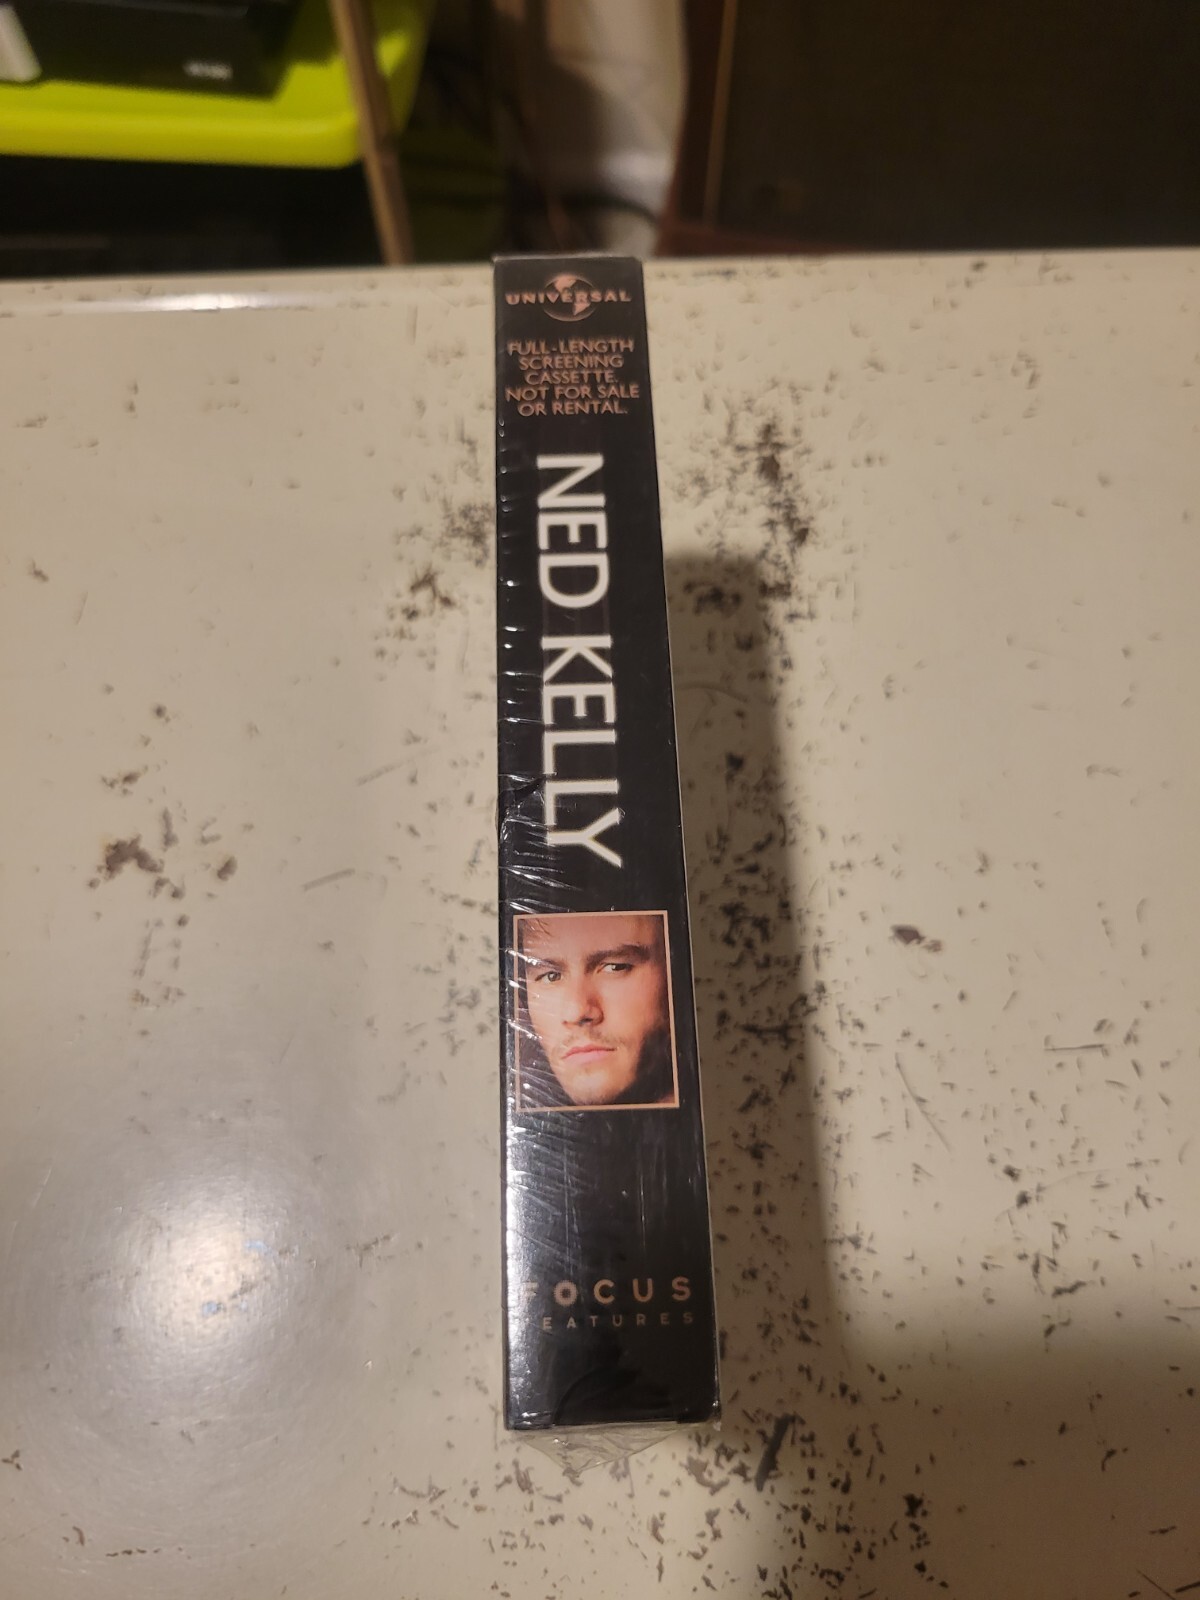 UNIVERSAL
FULL-LENGTH
SCREENING
CASSETTE.
NOT FOR SALE
OR RENTAL.
NED KELLY
FOCUS
FEATURES